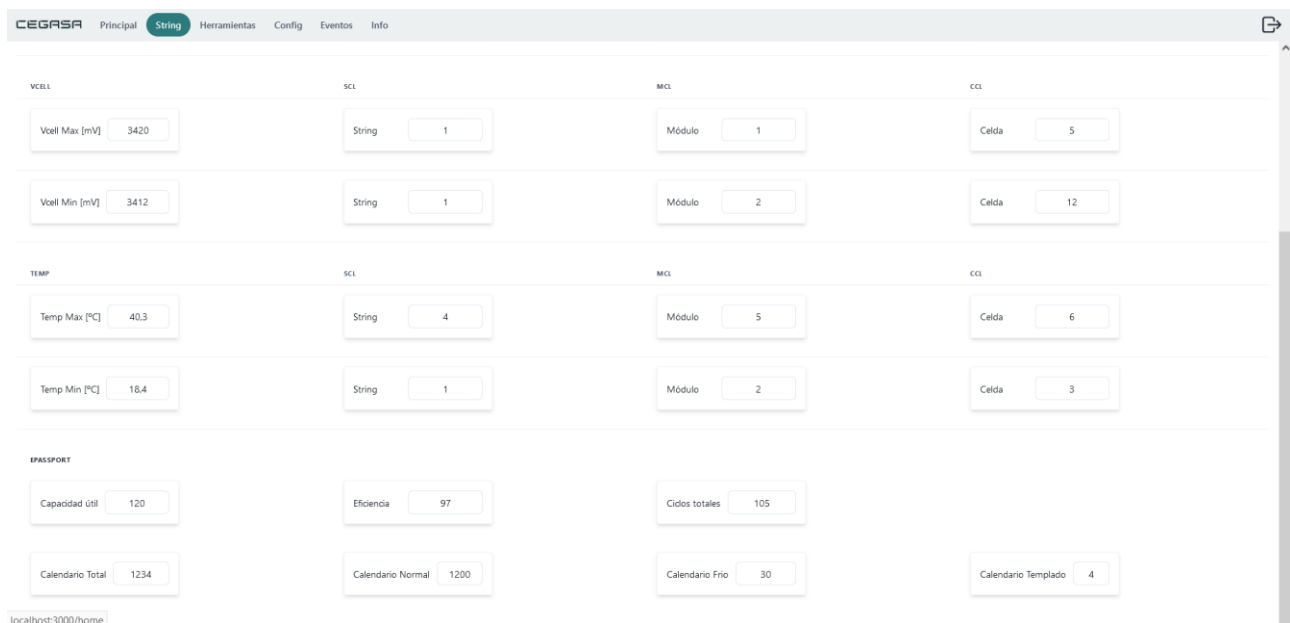 CEGASA Principal String Herramientas Config Eventos Info
VCELL SCL MCL CCL
Vcell Max [mV] 3420 String 1 Módulo 1 Celda 5
Vcell Min [mV] 3412 String 1 Módulo 2 Celda 12
TEMP SCL MCL CCL
Temp Max [ºC] 40,3 String 4 Módulo 5 Celda 6
Temp Min [ºC] 18,4 String 1 Módulo 2 Celda 3
EPASSPORT
Capacidad útil 120 Eficiencia 97 Ciclos totales 105
Calendario Total 1234 Calendario Normal 1200 Calendario Frio 30 Calendario Templado 4
localhost:3000/home